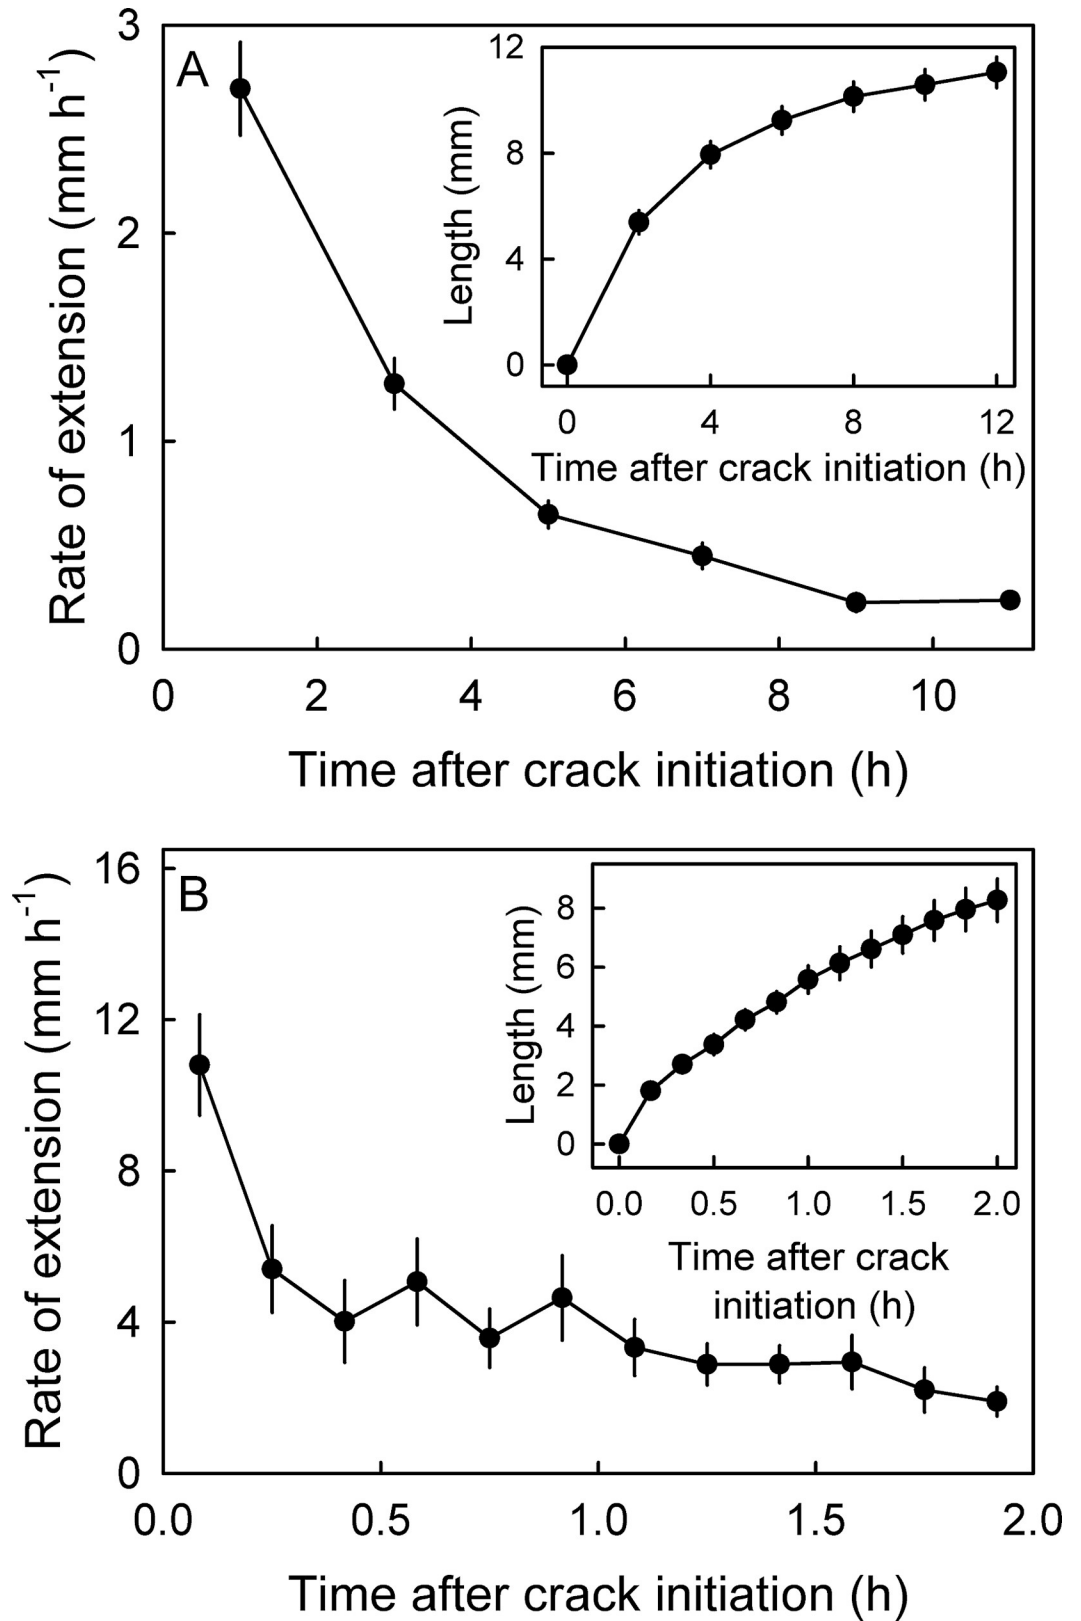 A
Rate of extension (mm h⁻¹)
3
2
1
0
0 2 4 6 8 10
Time after crack initiation (h)
Length (mm)
12
8
4
0
0 4 8 12
Time after crack initiation (h)
B
Rate of extension (mm h⁻¹)
16
12
8
4
0
0.0 0.5 1.0 1.5 2.0
Time after crack initiation (h)
Length (mm)
8
6
4
2
0
0.0 0.5 1.0 1.5 2.0
Time after crack
initiation (h)